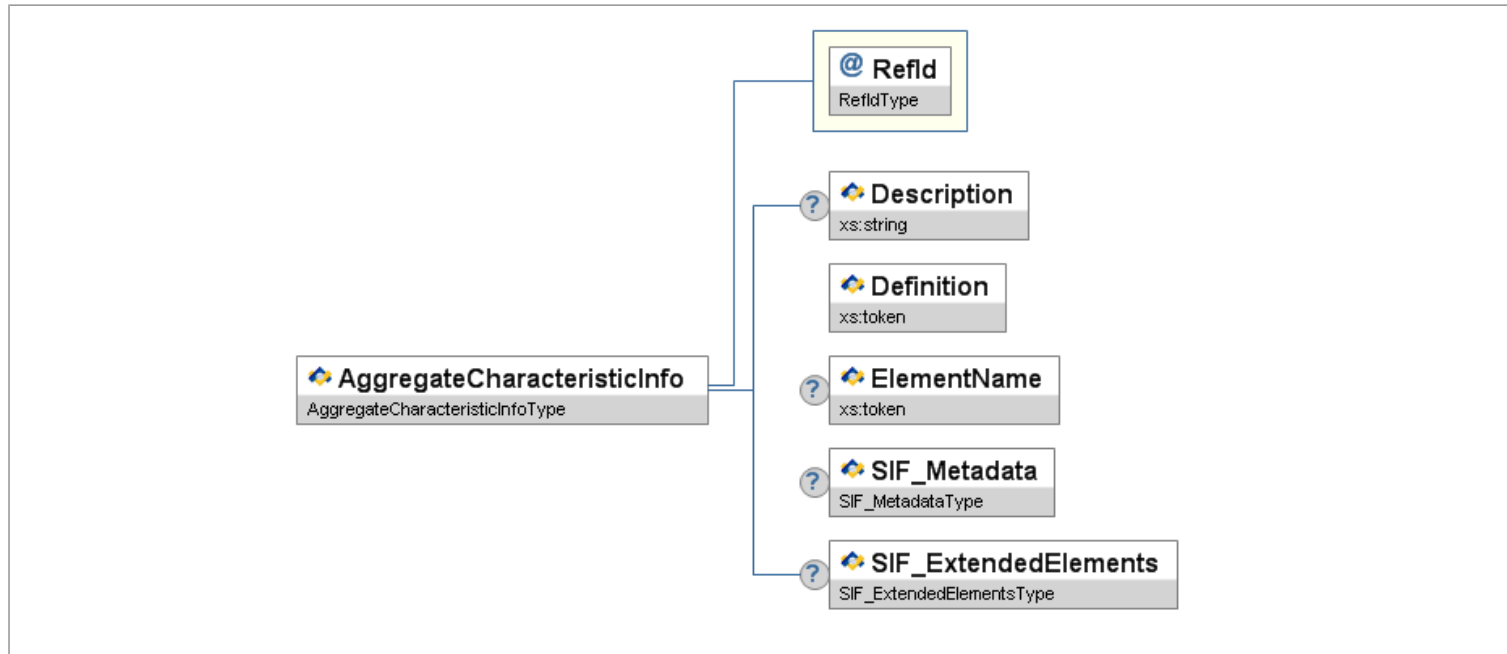 @ RefId
RefIdType
? Description
xs:string
Definition
xs:token
AggregateCharacteristicInfo
AggregateCharacteristicInfoType
? ElementName
xs:token
? SIF_Metadata
SIF_MetadataType
? SIF_ExtendedElements
SIF_ExtendedElementsType